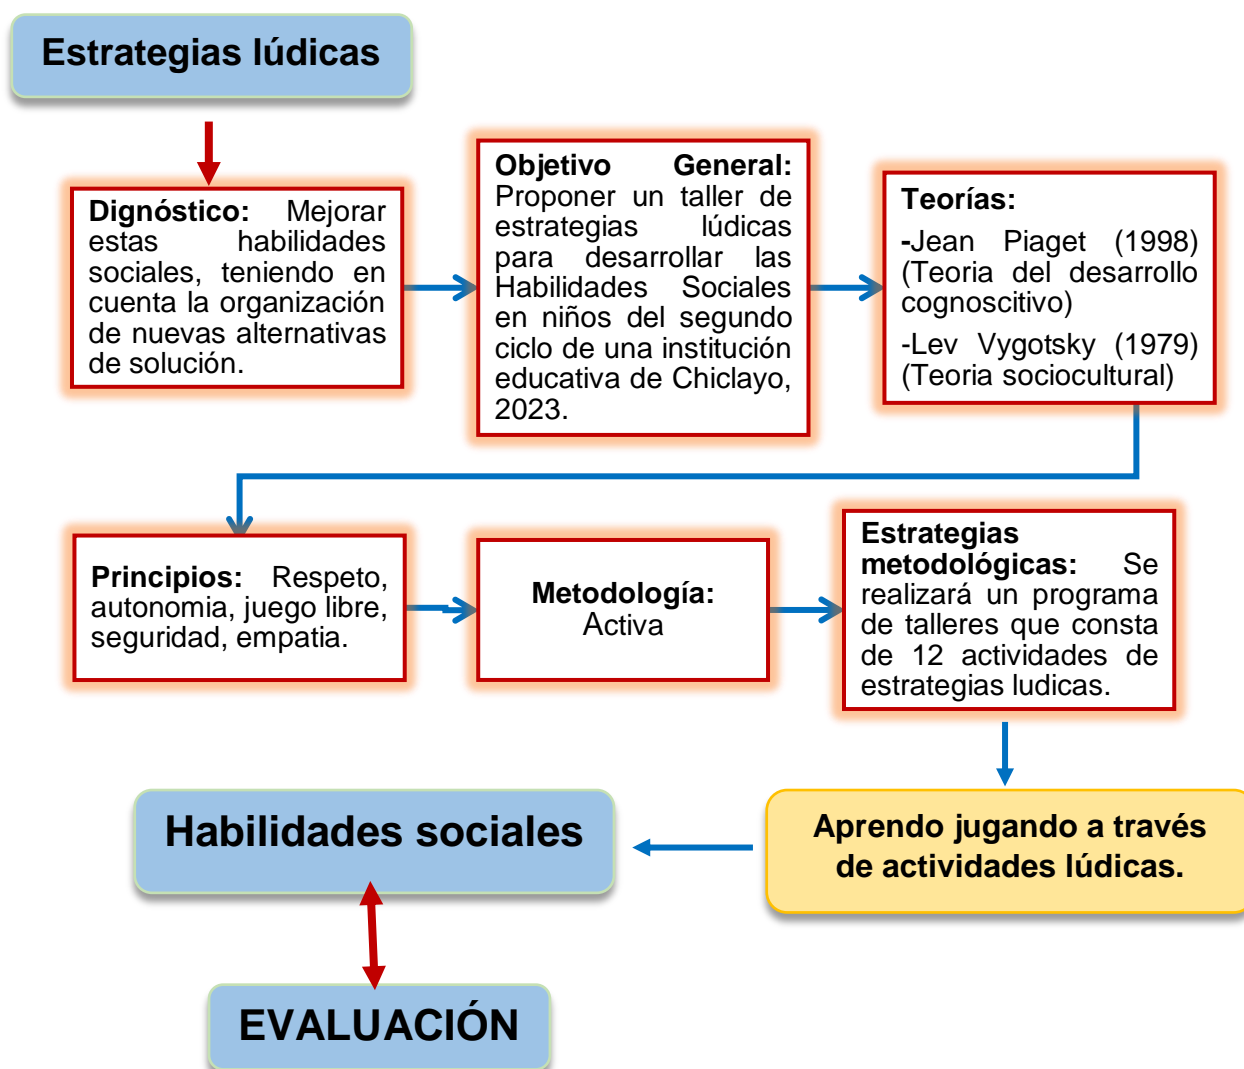 Estrategias lúdicas
Dignóstico: Mejorar
estas habilidades
sociales, teniendo en
cuenta la organización
de nuevas alternativas
de solución.
Objetivo General:
Proponer un taller de
estrategias lúdicas
para desarrollar las
Habilidades Sociales
en niños del segundo
ciclo de una institución
educativa de Chiclayo,
2023.
Teorías:
-Jean Piaget (1998)
(Teoria del desarrollo
cognoscitivo)
-Lev Vygotsky (1979)
(Teoria sociocultural)
Principios: Respeto,
autonomia, juego libre,
seguridad, empatia.
Metodología:
Activa
Estrategias
metodológicas: Se
realizará un programa
de talleres que consta
de 12 actividades de
estrategias ludicas.
Aprendo jugando a través
de actividades lúdicas.
Habilidades sociales
EVALUACIÓN